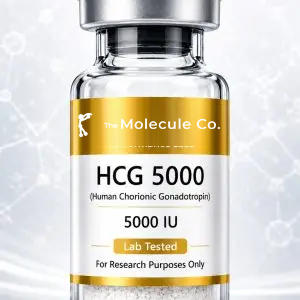 The Molecule Co.
HCG 5000
(Human Chorionic Gonadotropin)
5000 IU
Lab Tested
For Research Purposes Only